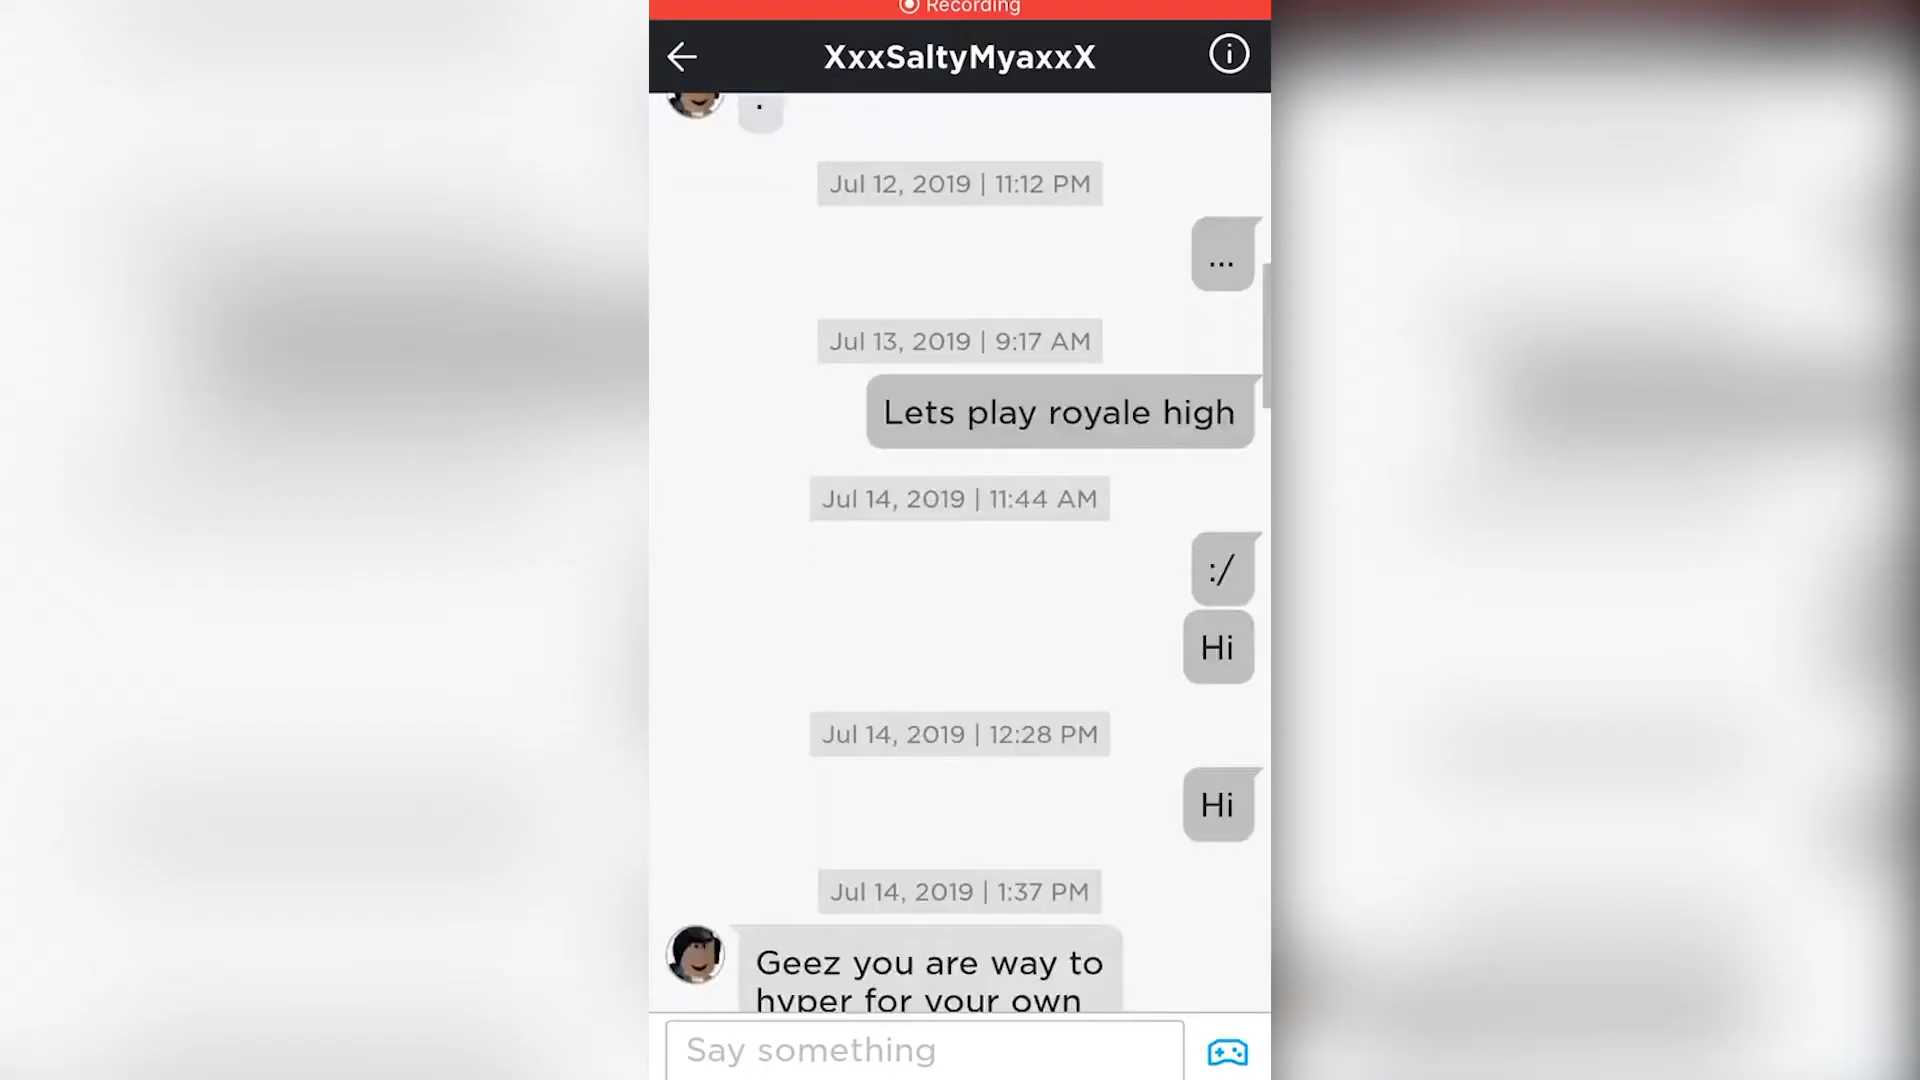 Recording
XxxSaltyMyaxxX
.
Jul 12, 2019 | 11:12 PM
...
Jul 13, 2019 | 9:17 AM
Lets play royale high
Jul 14, 2019 | 11:44 AM
:/
Hi
Jul 14, 2019 | 12:28 PM
Hi
Jul 14, 2019 | 1:37 PM
Geez you are way to
hyper for your own
Say something